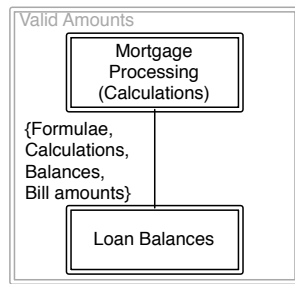 Valid Amounts
Mortgage
Processing
(Calculations)
{Formulae,
Calculations,
Balances,
Bill amounts}
Loan Balances